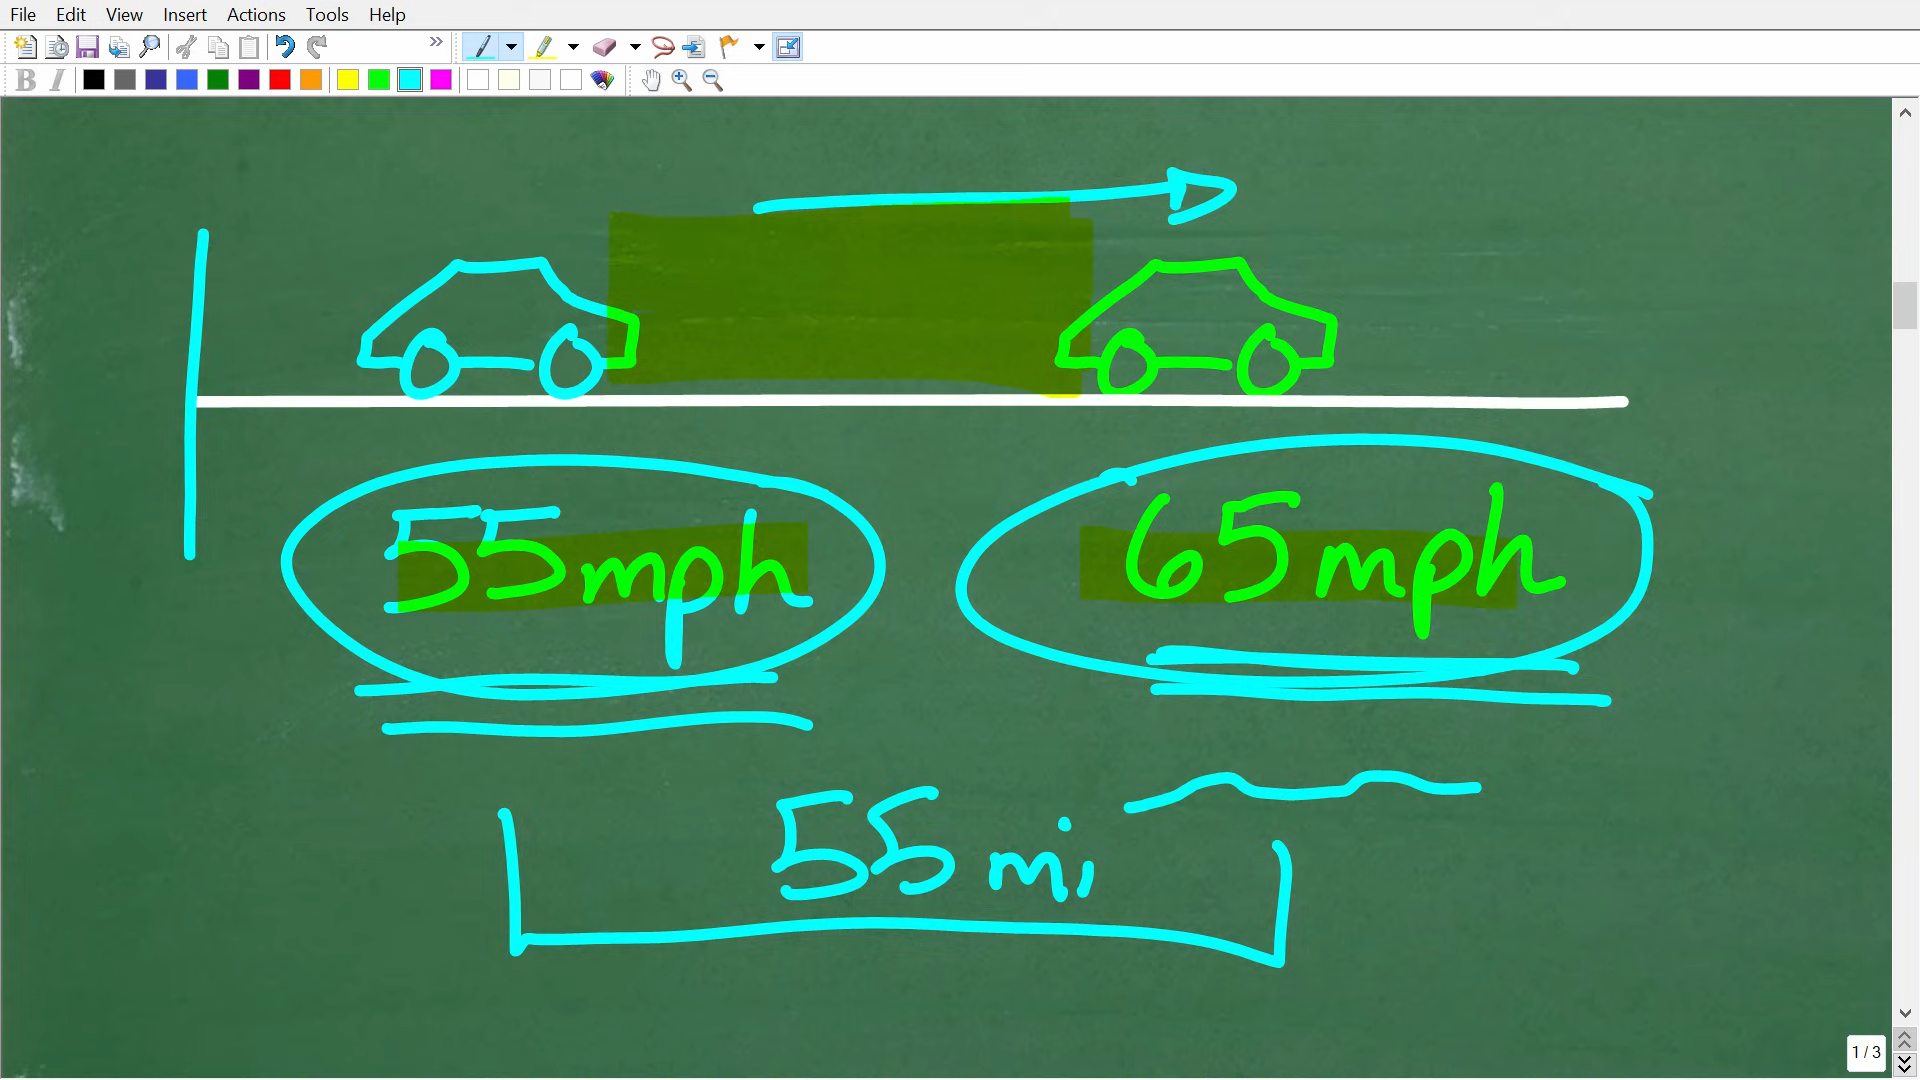 File Edit View Insert Actions Tools Help
B I
55mph 65mph
55 mi
1 / 3